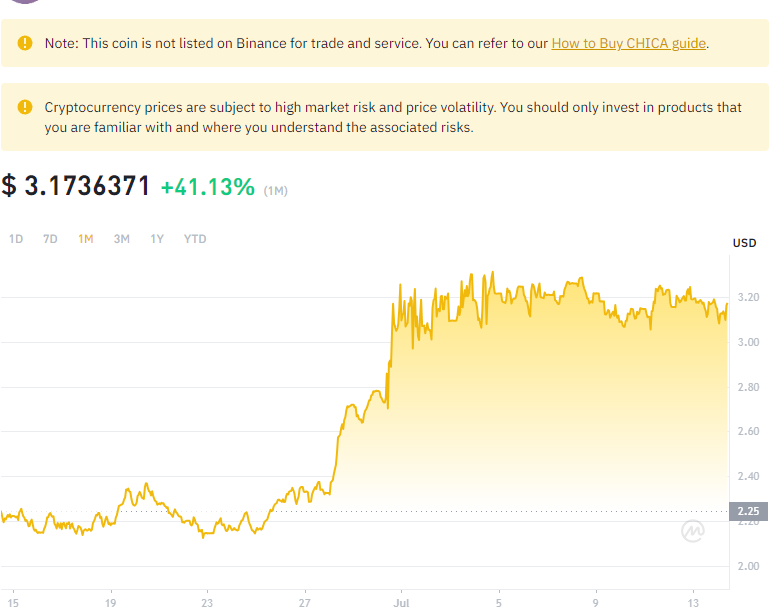 Note: This coin is not listed on Binance for trade and service. You can refer to our How to Buy CHICA guide.
Cryptocurrency prices are subject to high market risk and price volatility. You should only invest in products that
you are familiar with and where you understand the associated risks.
$ 3.1736371 +41.13% (1M)
1D 7D 1M 3M 1Y YTD
USD
3.20
3.00
2.80
2.60
2.40
2.25
2.20
2.00
15 19 23 27 Jul 5 9 13